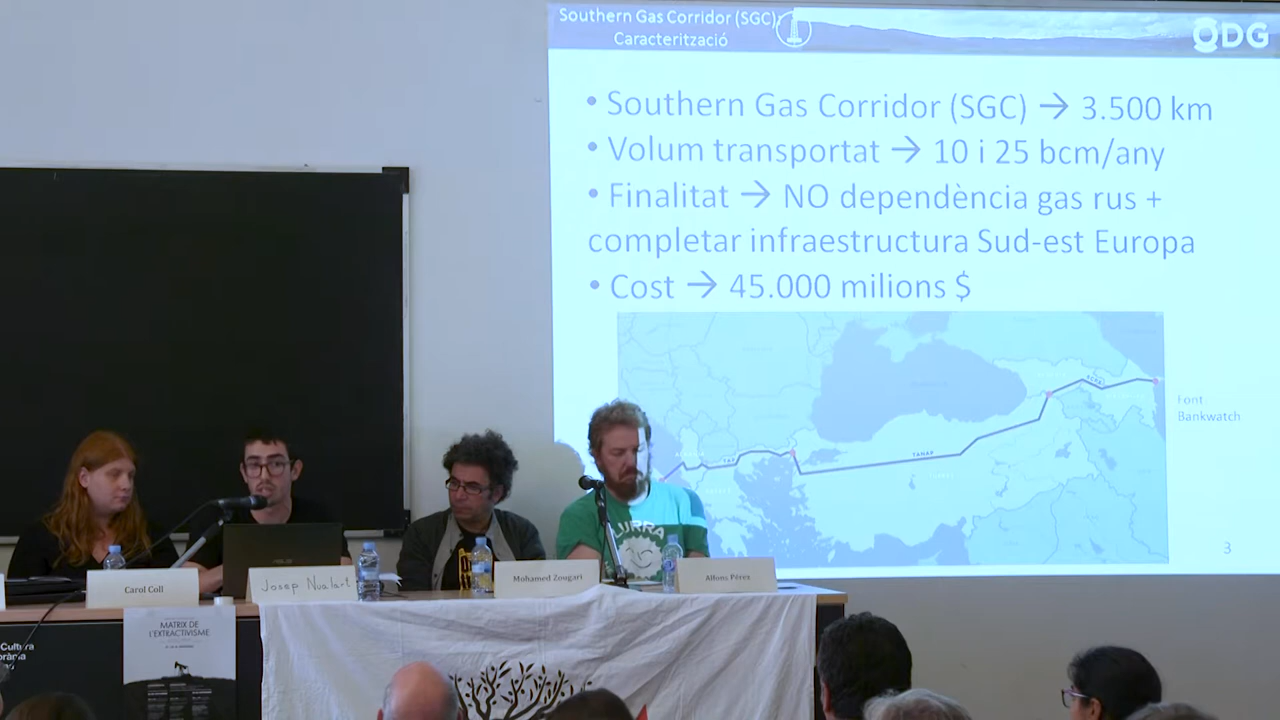 Southern Gas Corridor (SGC):
Caracterització
ODG
• Southern Gas Corridor (SGC) → 3.500 km
• Volum transportat → 10 i 25 bcm/any
• Finalitat → NO dependència gas rus +
completar infraestructura Sud-est Europa
• Cost → 45.000 milions $
TAP
TANAP
Font
Bankwatch
3
LURRA
Carol Coll
Josep Nualart
Mohamed Zougari
Alfons Pérez
MATRIX DE
L'EXTRACTIVISME